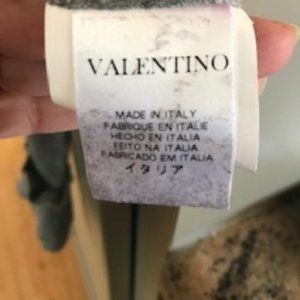 VALENTINO
MADE IN ITALY
FABRIQUE EN ITALIE
HECHO EN ITALIA
FEITO NA ITÁLIA
FABRICADO EM ITALIA
イタリア